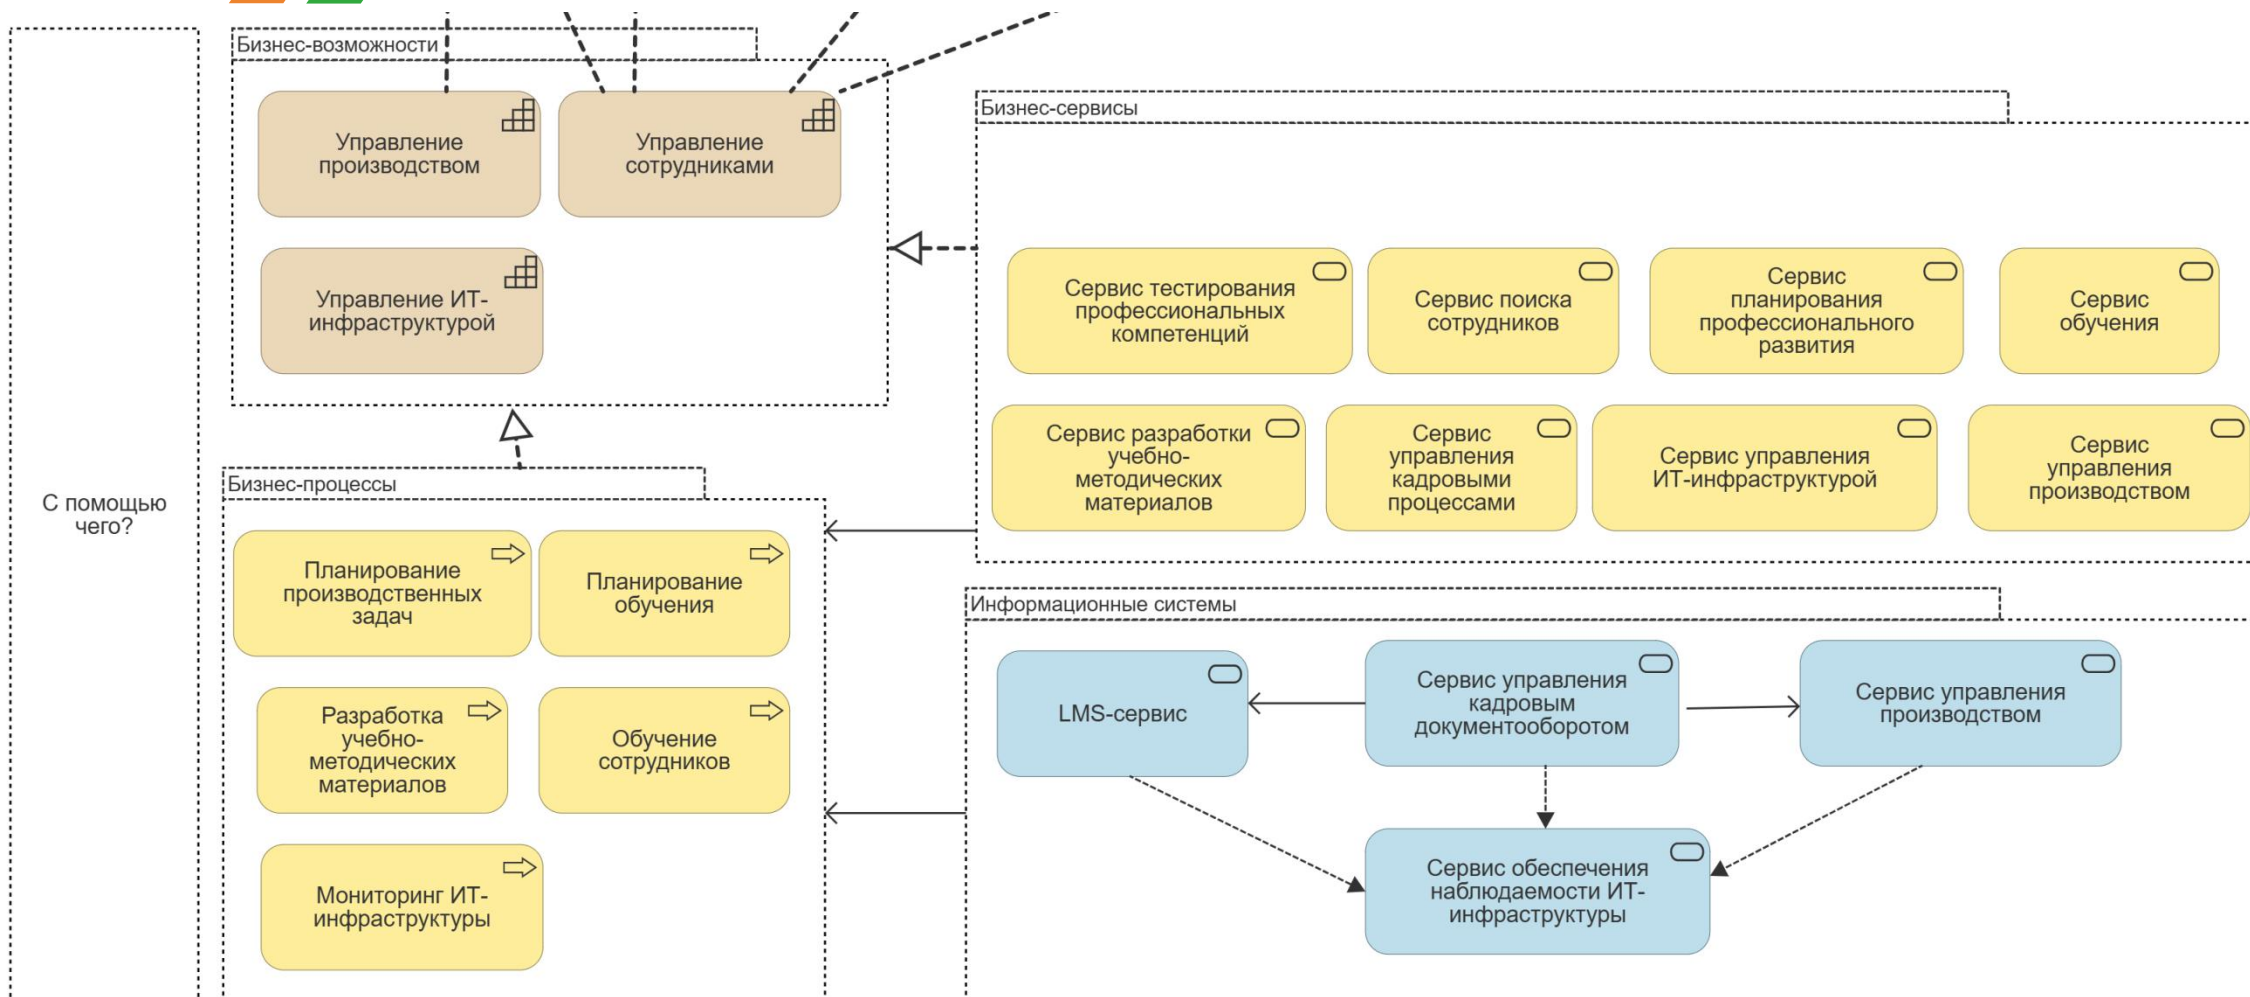 С помощью
чего?
Бизнес-возможности
Управление
производством
Управление
сотрудниками
Управление ИТ-
инфраструктурой
Бизнес-процессы
Планирование
производственных
задач
Планирование
обучения
Разработка
учебно-
методических
материалов
Обучение
сотрудников
Мониторинг ИТ-
инфраструктуры
Бизнес-сервисы
Сервис тестирования
профессиональных
компетенций
Сервис поиска
сотрудников
Сервис
планирования
профессионального
развития
Сервис
обучения
Сервис разработки
учебно-
методических
материалов
Сервис
управления
кадровыми
процессами
Сервис управления
ИТ-инфраструктурой
Сервис
управления
производством
Информационные системы
LMS-сервис
Сервис управления
кадровым
документооборотом
Сервис управления
производством
Сервис обеспечения
наблюдаемости ИТ-
инфраструктуры